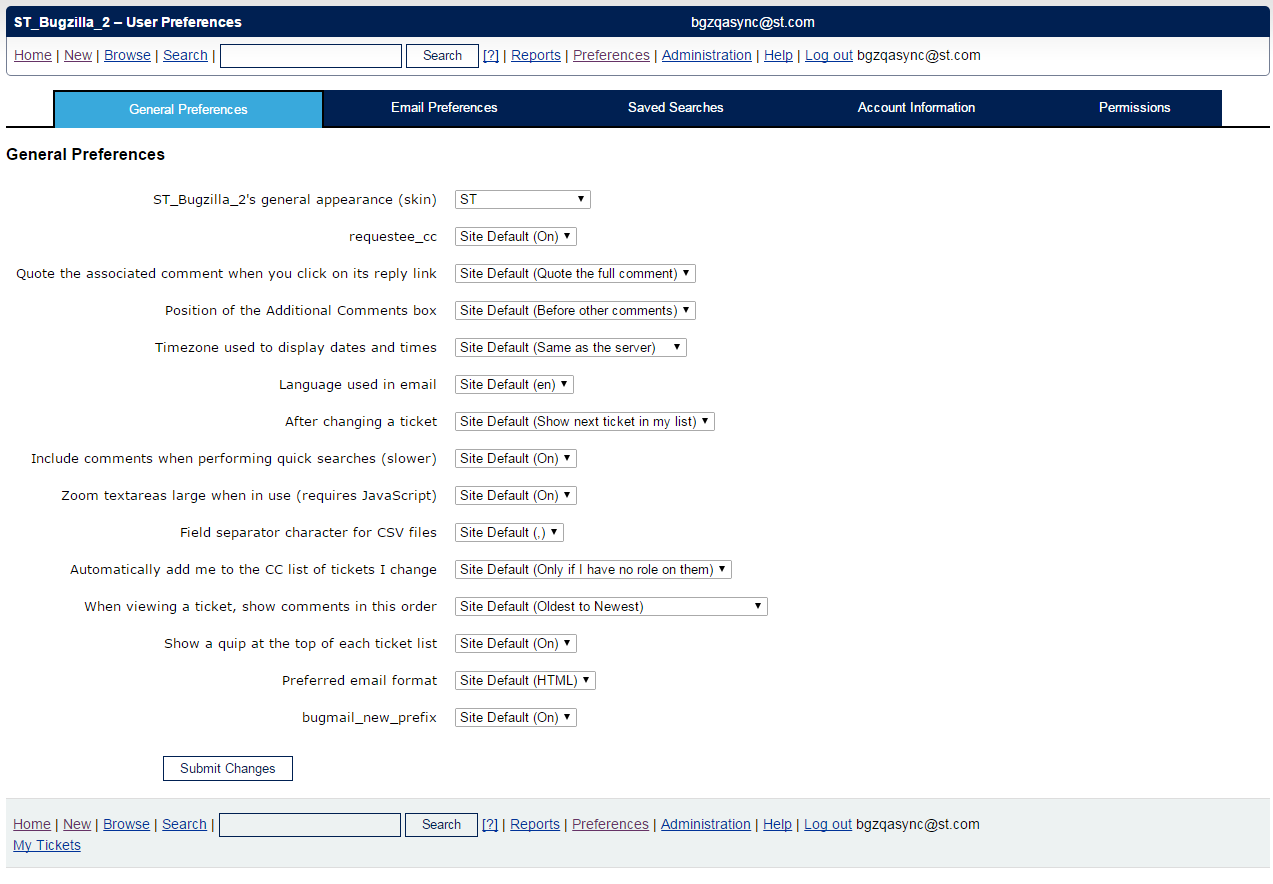 ST_Bugzilla_2 – User Preferences bgzqasync@st.com
Home | New | Browse | Search | Search [?] | Reports | Preferences | Administration | Help | Log out bgzqasync@st.com
General Preferences Email Preferences Saved Searches Account Information Permissions
General Preferences
ST_Bugzilla_2's general appearance (skin) ST
requestee_cc Site Default (On)
Quote the associated comment when you click on its reply link Site Default (Quote the full comment)
Position of the Additional Comments box Site Default (Before other comments)
Timezone used to display dates and times Site Default (Same as the server)
Language used in email Site Default (en)
After changing a ticket Site Default (Show next ticket in my list)
Include comments when performing quick searches (slower) Site Default (On)
Zoom textareas large when in use (requires JavaScript) Site Default (On)
Field separator character for CSV files Site Default (,)
Automatically add me to the CC list of tickets I change Site Default (Only if I have no role on them)
When viewing a ticket, show comments in this order Site Default (Oldest to Newest)
Show a quip at the top of each ticket list Site Default (On)
Preferred email format Site Default (HTML)
bugmail_new_prefix Site Default (On)
Submit Changes
Home | New | Browse | Search | Search [?] | Reports | Preferences | Administration | Help | Log out bgzqasync@st.com
My Tickets